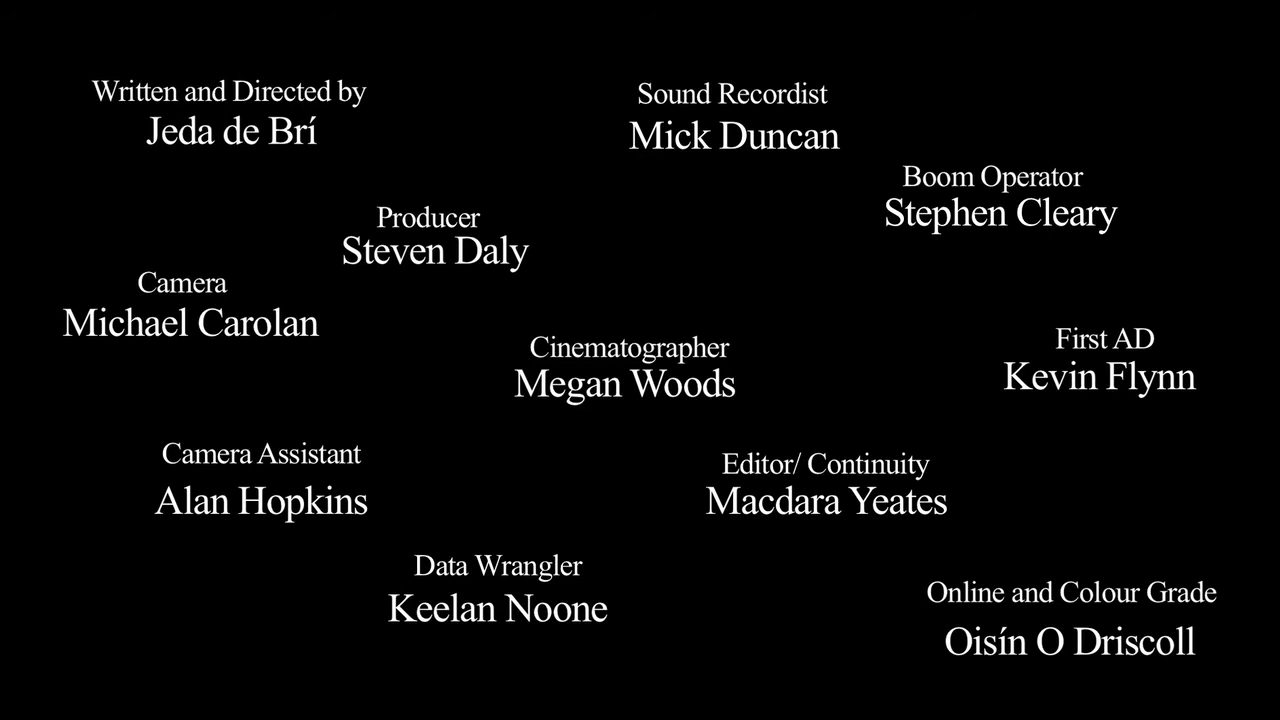 Written and Directed by
Jeda de Brí
Sound Recordist
Mick Duncan
Boom Operator
Stephen Cleary
Producer
Steven Daly
Camera
Michael Carolan
Cinematographer
Megan Woods
First AD
Kevin Flynn
Camera Assistant
Alan Hopkins
Editor/ Continuity
Macdara Yeates
Data Wrangler
Keelan Noone
Online and Colour Grade
Oisín O Driscoll